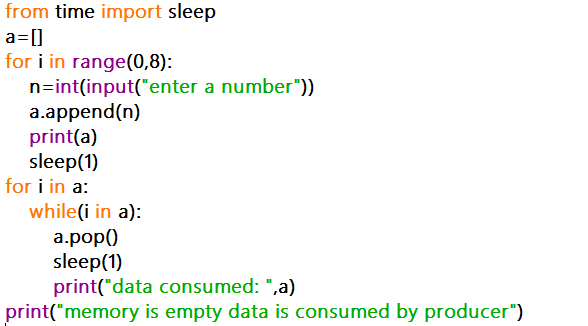 from time import sleep
a=[]
for i in range(0,8):
    n=int(input("enter a number"))
    a.append(n)
    print(a)
    sleep(1)
for i in a:
    while(i in a):
        a.pop()
        sleep(1)
        print("data consumed: ",a)
print("memory is empty data is consumed by producer")